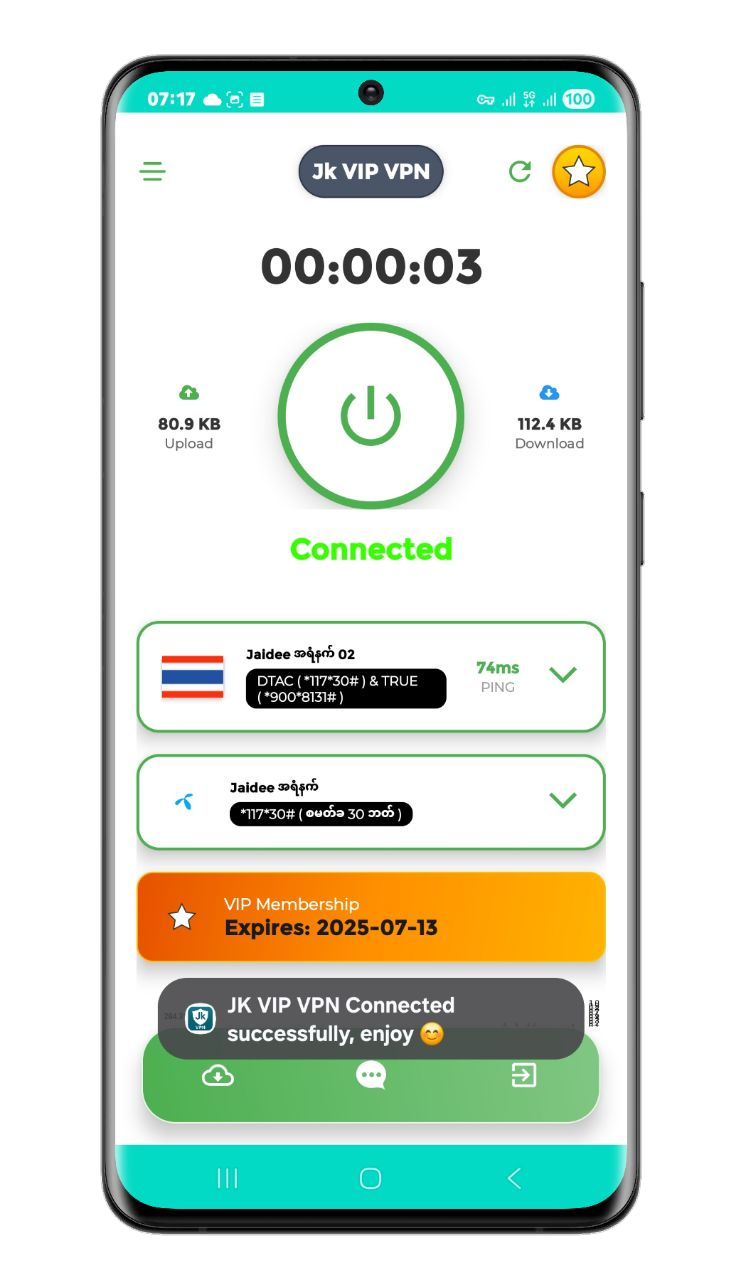 07:17
5G
100
Jk VIP VPN
00:00:03
80.9 KB
Upload
112.4 KB
Download
Connected
Jaidee အရံနက် 02
DTAC ( *117*30# ) & TRUE
( *900*8131# )
74ms
PING
Jaidee အရံနက်
*117*30# ( စမတ်ခ 30 ဘတ် )
VIP Membership
Expires: 2025-07-13
Jk
VPN
JK VIP VPN Connected
successfully, enjoy 😊